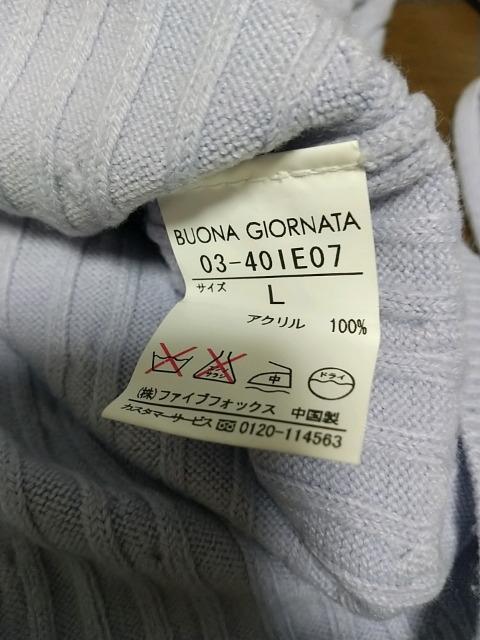 BUONA GIORNATA
03-401E07
サイズ
L
アクリル 100%
中 ドライ
(株)ファイブフォックス 中国製
カスタマーサービス 0120-114563